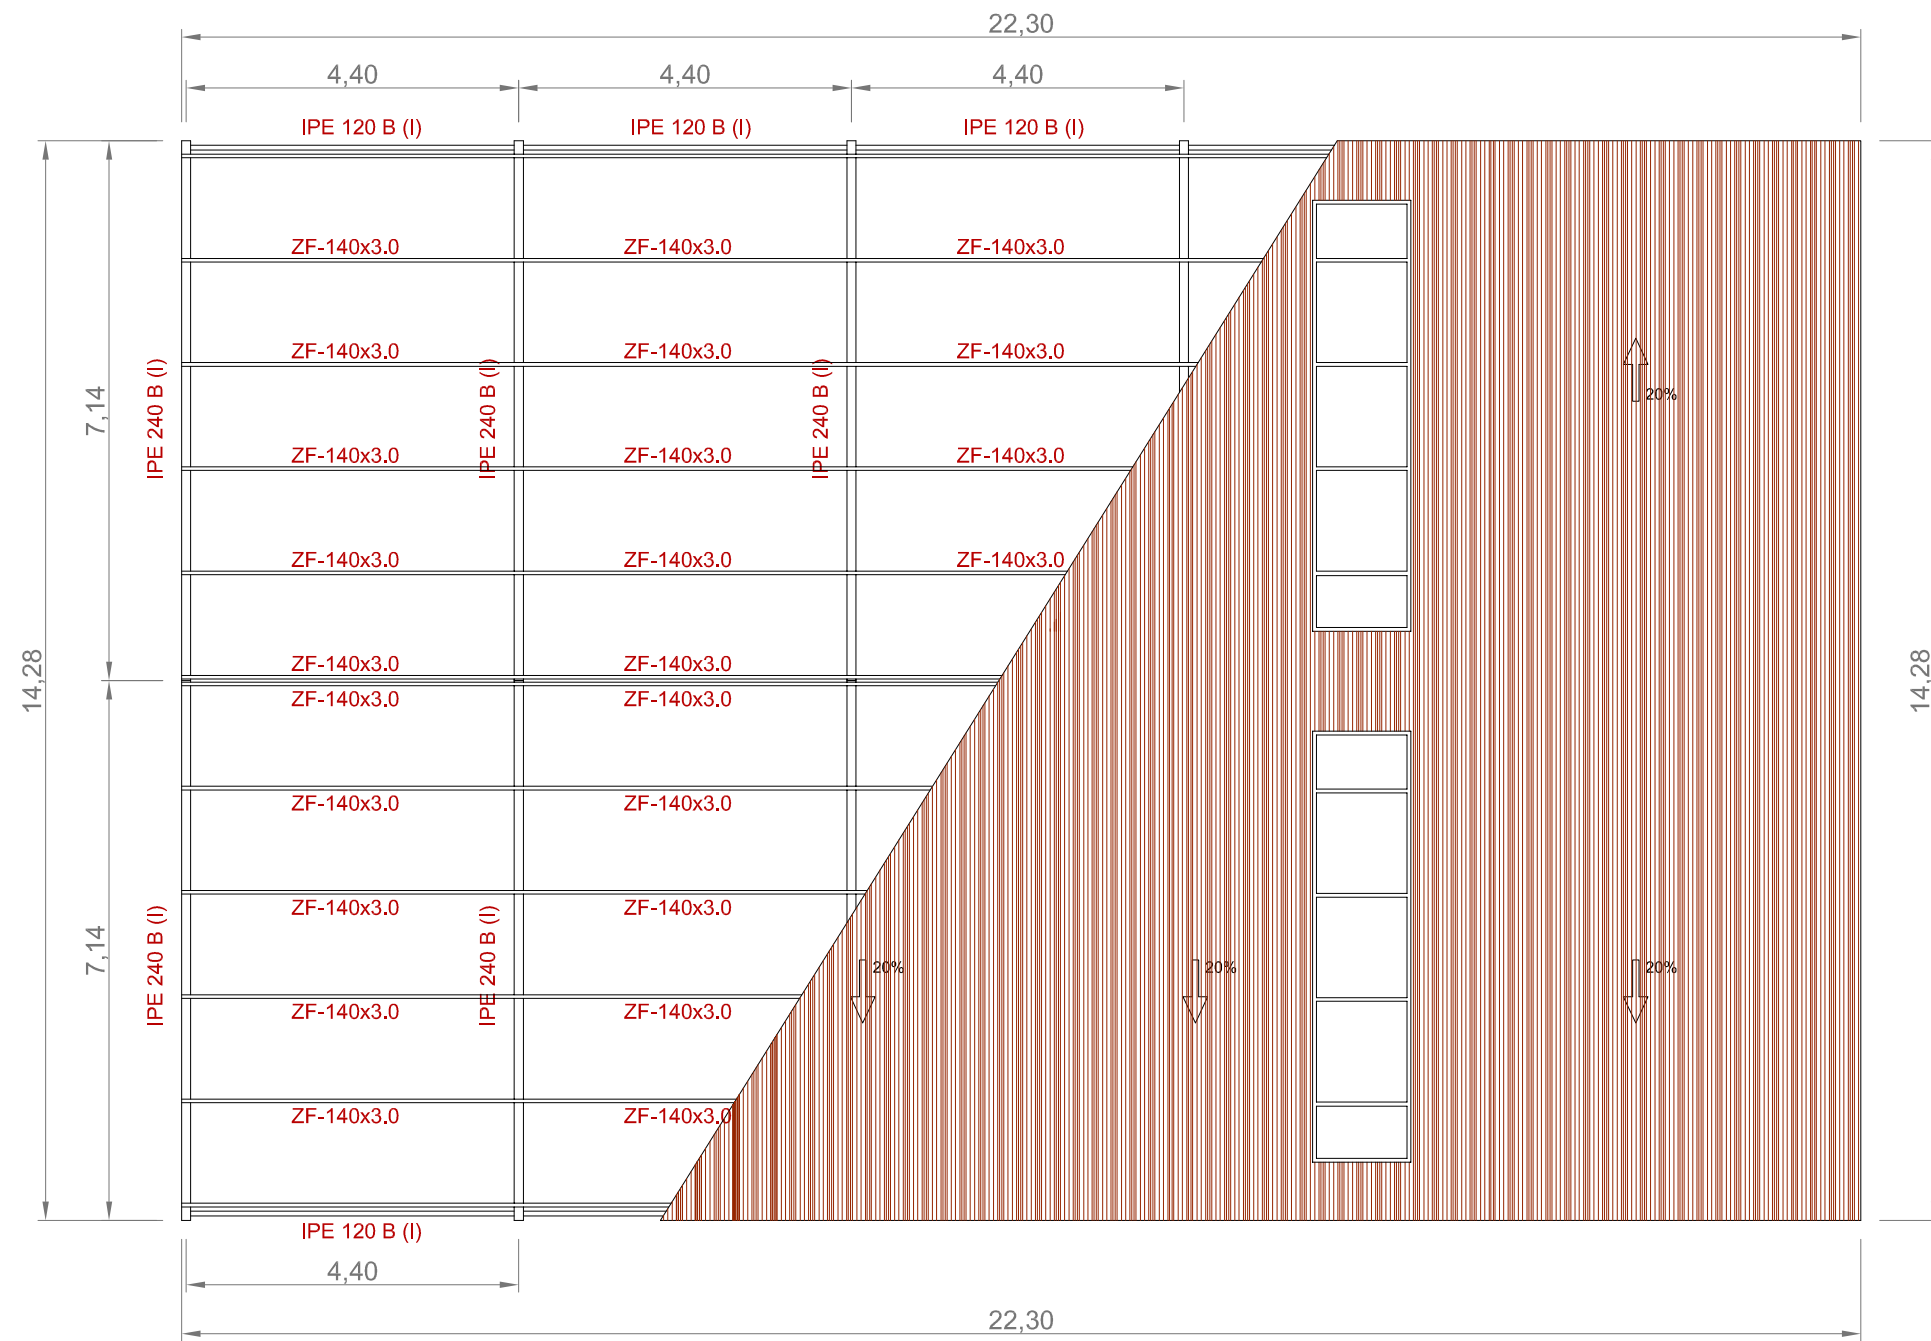 22,30
4,40 4,40 4,40
IPE 120 B (I) IPE 120 B (I) IPE 120 B (I)
ZF-140x3.0 ZF-140x3.0 ZF-140x3.0
ZF-140x3.0 ZF-140x3.0 ZF-140x3.0
IPE 240 B (I) IPE 240 B (I) IPE 240 B (I)
7,14
20%
ZF-140x3.0 ZF-140x3.0 ZF-140x3.0
ZF-140x3.0 ZF-140x3.0 ZF-140x3.0
ZF-140x3.0 ZF-140x3.0
14,28
14,28
ZF-140x3.0 ZF-140x3.0
ZF-140x3.0 ZF-140x3.0
ZF-140x3.0 ZF-140x3.0
IPE 240 B (I) IPE 240 B (I)
7,14
20% 20% 20%
ZF-140x3.0 ZF-140x3.0
ZF-140x3.0 ZF-140x3.0
IPE 120 B (I)
4,40
22,30